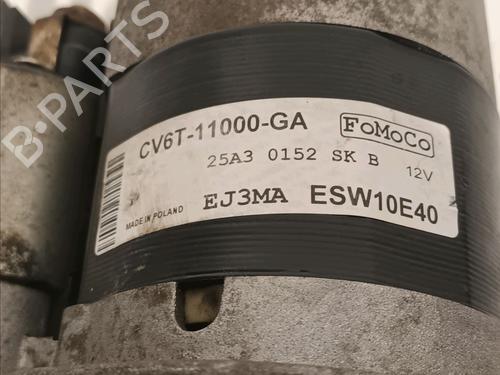 CV6T-11000-GA FoMoCo
25A3 0152 SK B 12V
MADE IN POLAND EJ3MA ESW10E40
B-PARTS